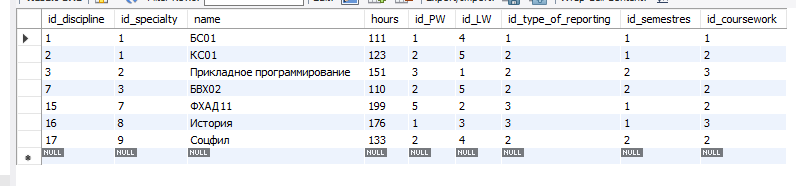 id_discipline id_specialty name hours id_PW id_LW id_type_of_reporting id_semestres id_coursework
1 1 БС01 111 1 4 1 1 1
2 1 КС01 123 2 5 1 1 2
3 2 Прикладное программирование 151 3 1 2 2 3
7 3 БВХ02 110 2 5 2 1 2
15 7 ФХАД11 199 5 2 3 1 2
16 8 История 176 1 3 3 1 3
17 9 Соцфил 133 2 4 2 2 2
NULL NULL NULL NULL NULL NULL NULL NULL NULL